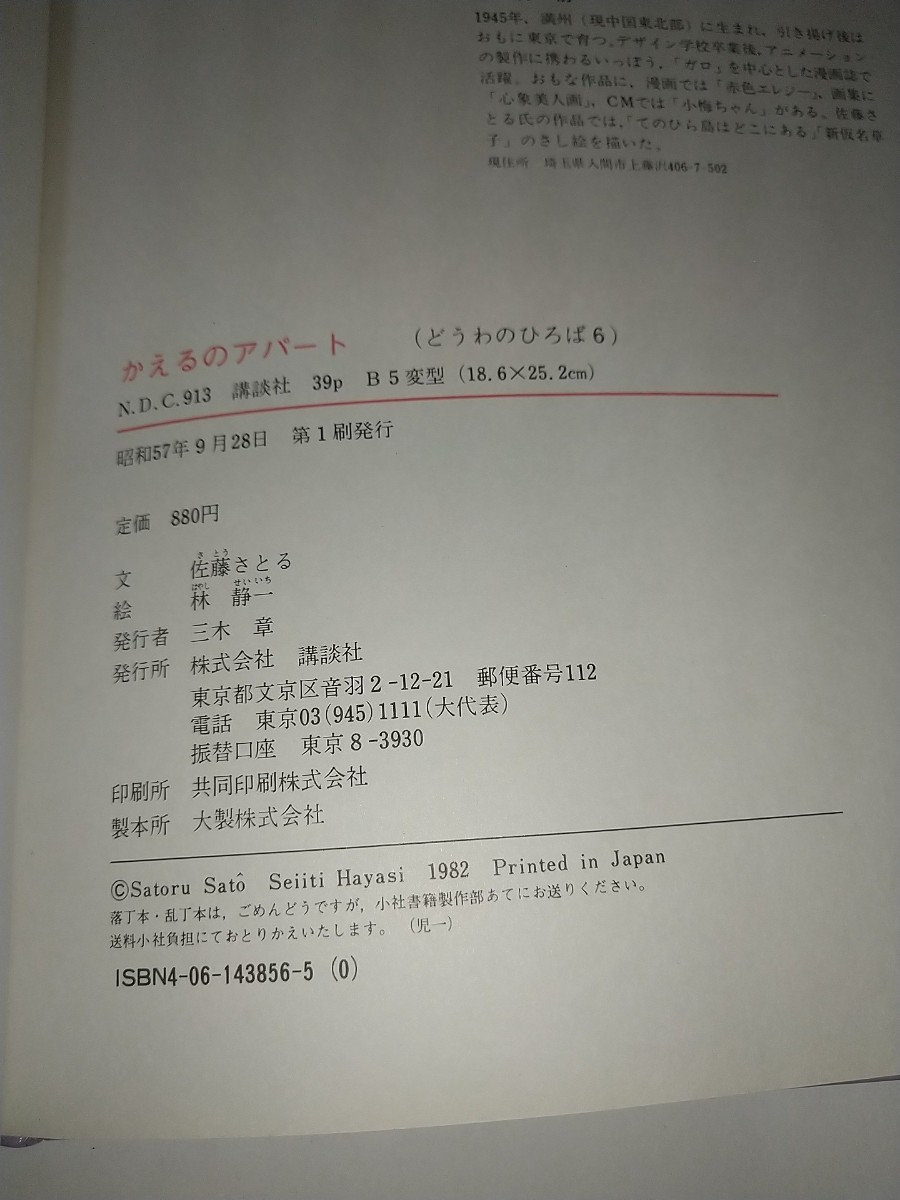 1945年，満州（現中国東北部）に生まれ，引き揚げ後は
おもに東京で育つ。デザイン学校卒業後，アニメーション
の製作に携わるいっぽう，「ガロ」を中心とした漫画誌で
活躍。おもな作品に，漫画では「赤色エレジー」，画集に
「心象美人画」，CMでは「小梅ちゃん」がある。佐藤さ
とる氏の作品では，「てのひら島はどこにある」「新仮名草
子」のさし絵を描いた。
現住所 埼玉県入間市上藤沢406-7-502
かえるのアパート （どうわのひろば6）
N.D.C.913 講談社 39p B5変型（18.6×25.2cm）
昭和57年9月28日 第1刷発行
定価 880円
さとう
文 佐藤さとる
はやし せいいち
絵 林 静一
発行者 三木 章
発行所 株式会社 講談社
東京都文京区音羽2-12-21 郵便番号112
電話 東京03(945)1111(大代表)
振替口座 東京8-3930
印刷所 共同印刷株式会社
製本所 大製株式会社
©Satoru Satô Seiiti Hayasi 1982 Printed in Japan
落丁本・乱丁本は，ごめんどうですが，小社書籍製作部あてにお送りください。
送料小社負担にておとりかえいたします。（児一）
ISBN4-06-143856-5 (0)